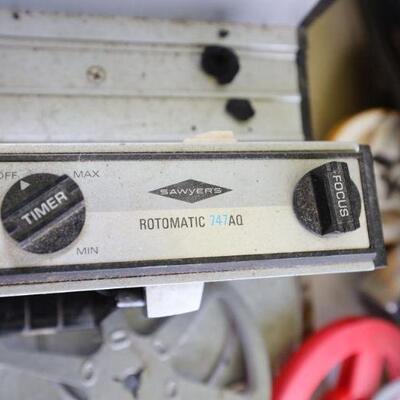 OFF
MAX
TIMER
MIN
SAWYER'S
ROTOMATIC 747AQ
FOCUS